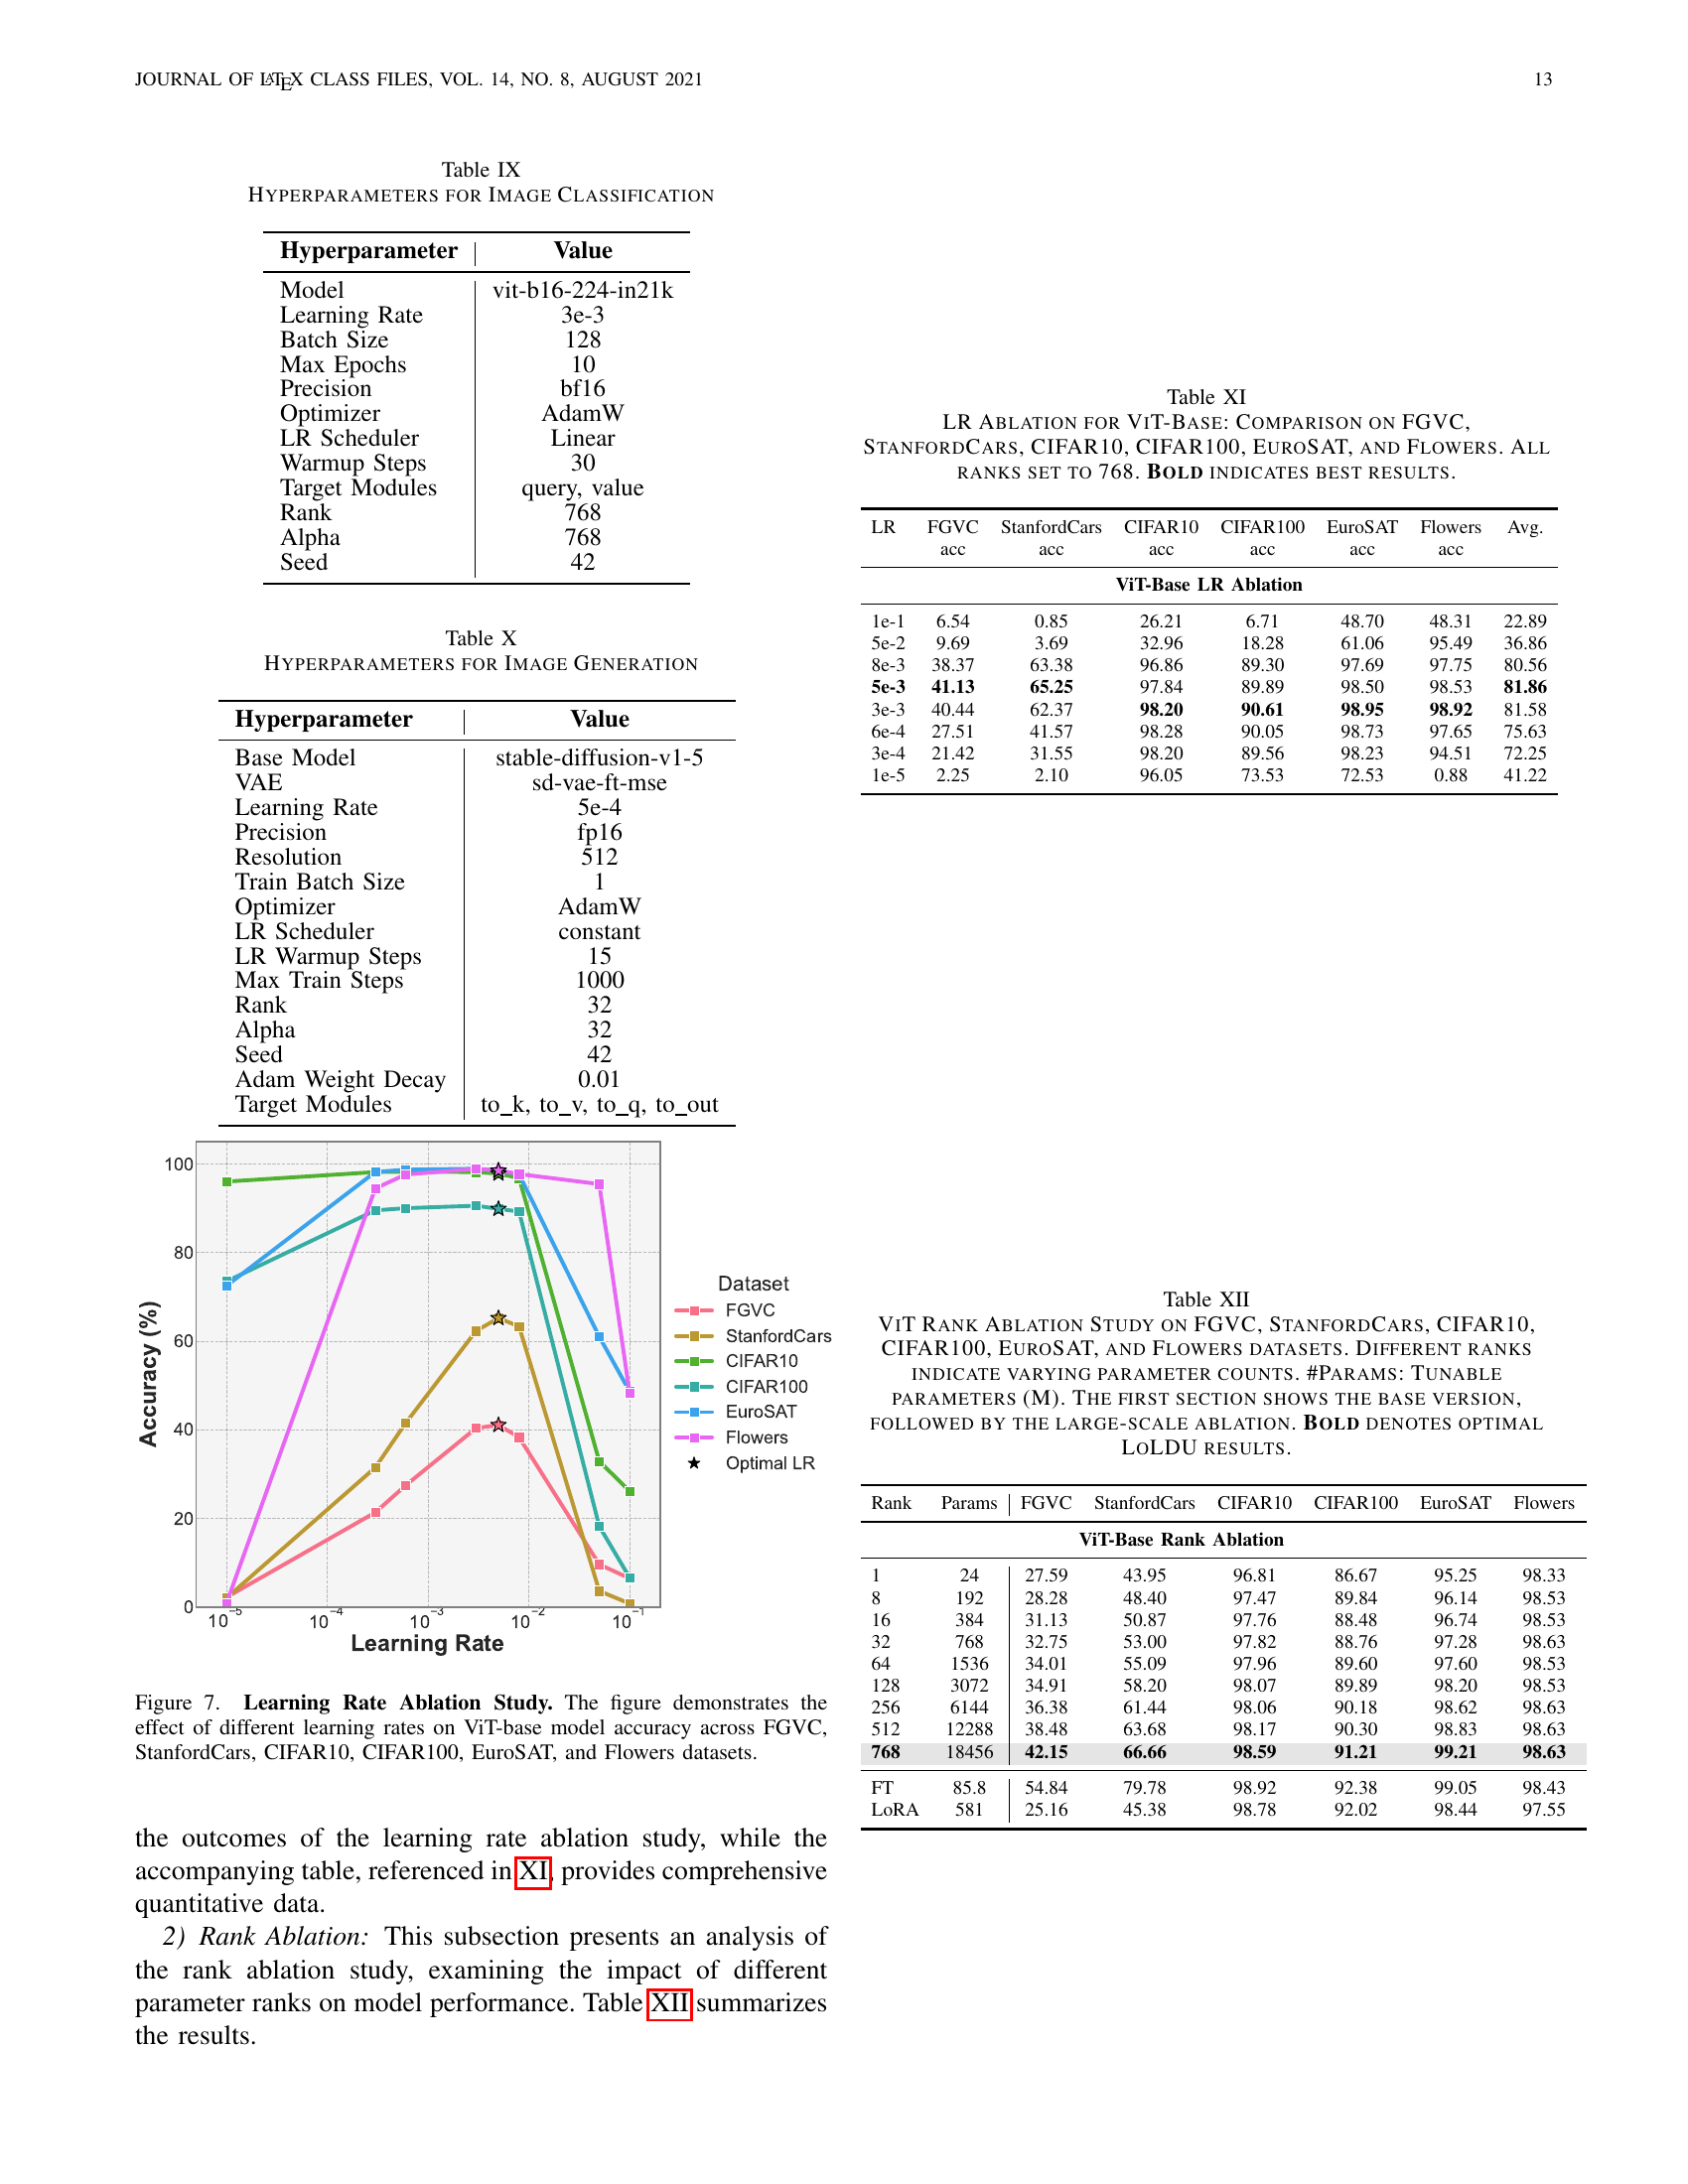 JOURNAL OF LATEX CLASS FILES, VOL. 14, NO. 8, AUGUST 2021 13
Table IX
HYPERPARAMETERS FOR IMAGE CLASSIFICATION
Hyperparameter Value
Model vit-b16-224-in21k
Learning Rate 3e-3
Batch Size 128
Max Epochs 10
Precision bf16
Optimizer AdamW
LR Scheduler Linear
Warmup Steps 30
Target Modules query, value
Rank 768
Alpha 768
Seed 42
Table X
HYPERPARAMETERS FOR IMAGE GENERATION
Hyperparameter Value
Base Model stable-diffusion-v1-5
VAE sd-vae-ft-mse
Learning Rate 5e-4
Precision fp16
Resolution 512
Train Batch Size 1
Optimizer AdamW
LR Scheduler constant
LR Warmup Steps 15
Max Train Steps 1000
Rank 32
Alpha 32
Seed 42
Adam Weight Decay 0.01
Target Modules to_k, to_v, to_q, to_out
100
80
60
40
20
0
Accuracy (%)
10⁻⁵ 10⁻⁴ 10⁻³ 10⁻² 10⁻¹
Learning Rate
Dataset
FGVC
StanfordCars
CIFAR10
CIFAR100
EuroSAT
Flowers
Optimal LR
Figure 7. Learning Rate Ablation Study. The figure demonstrates the
effect of different learning rates on ViT-base model accuracy across FGVC,
StanfordCars, CIFAR10, CIFAR100, EuroSAT, and Flowers datasets.
the outcomes of the learning rate ablation study, while the
accompanying table, referenced in XI, provides comprehensive
quantitative data.
2) Rank Ablation: This subsection presents an analysis of
the rank ablation study, examining the impact of different
parameter ranks on model performance. Table XII summarizes
the results.
Table XI
LR ABLATION FOR VIT-BASE: COMPARISON ON FGVC,
STANFORDCARS, CIFAR10, CIFAR100, EUROSAT, AND FLOWERS. ALL
RANKS SET TO 768. BOLD INDICATES BEST RESULTS.
LR FGVC StanfordCars CIFAR10 CIFAR100 EuroSAT Flowers Avg.
acc acc acc acc acc acc
ViT-Base LR Ablation
1e-1 6.54 0.85 26.21 6.71 48.70 48.31 22.89
5e-2 9.69 3.69 32.96 18.28 61.06 95.49 36.86
8e-3 38.37 63.38 96.86 89.30 97.69 97.75 80.56
5e-3 41.13 65.25 97.84 89.89 98.50 98.53 81.86
3e-3 40.44 62.37 98.20 90.61 98.95 98.92 81.58
6e-4 27.51 41.57 98.28 90.05 98.73 97.65 75.63
3e-4 21.42 31.55 98.20 89.56 98.23 94.51 72.25
1e-5 2.25 2.10 96.05 73.53 72.53 0.88 41.22
Table XII
VIT RANK ABLATION STUDY ON FGVC, STANFORDCARS, CIFAR10,
CIFAR100, EUROSAT, AND FLOWERS DATASETS. DIFFERENT RANKS
INDICATE VARYING PARAMETER COUNTS. #PARAMS: TUNABLE
PARAMETERS (M). THE FIRST SECTION SHOWS THE BASE VERSION,
FOLLOWED BY THE LARGE-SCALE ABLATION. BOLD DENOTES OPTIMAL
LOLDU RESULTS.
Rank Params FGVC StanfordCars CIFAR10 CIFAR100 EuroSAT Flowers
ViT-Base Rank Ablation
1 24 27.59 43.95 96.81 86.67 95.25 98.33
8 192 28.28 48.40 97.47 89.84 96.14 98.53
16 384 31.13 50.87 97.76 88.48 96.74 98.53
32 768 32.75 53.00 97.82 88.76 97.28 98.63
64 1536 34.01 55.09 97.96 89.60 97.60 98.53
128 3072 34.91 58.20 98.07 89.89 98.20 98.53
256 6144 36.38 61.44 98.06 90.18 98.62 98.63
512 12288 38.48 63.68 98.17 90.30 98.83 98.63
768 18456 42.15 66.66 98.59 91.21 99.21 98.63
FT 85.8 54.84 79.78 98.92 92.38 99.05 98.43
LoRA 581 25.16 45.38 98.78 92.02 98.44 97.55